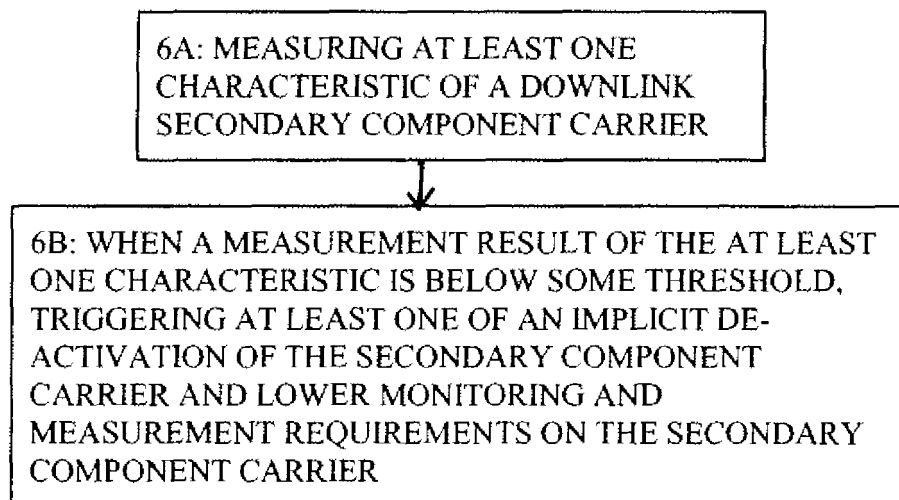 6A: MEASURING AT LEAST ONE
CHARACTERISTIC OF A DOWNLINK
SECONDARY COMPONENT CARRIER
6B: WHEN A MEASUREMENT RESULT OF THE AT LEAST
ONE CHARACTERISTIC IS BELOW SOME THRESHOLD,
TRIGGERING AT LEAST ONE OF AN IMPLICIT DE-
ACTIVATION OF THE SECONDARY COMPONENT
CARRIER AND LOWER MONITORING AND
MEASUREMENT REQUIREMENTS ON THE SECONDARY
COMPONENT CARRIER